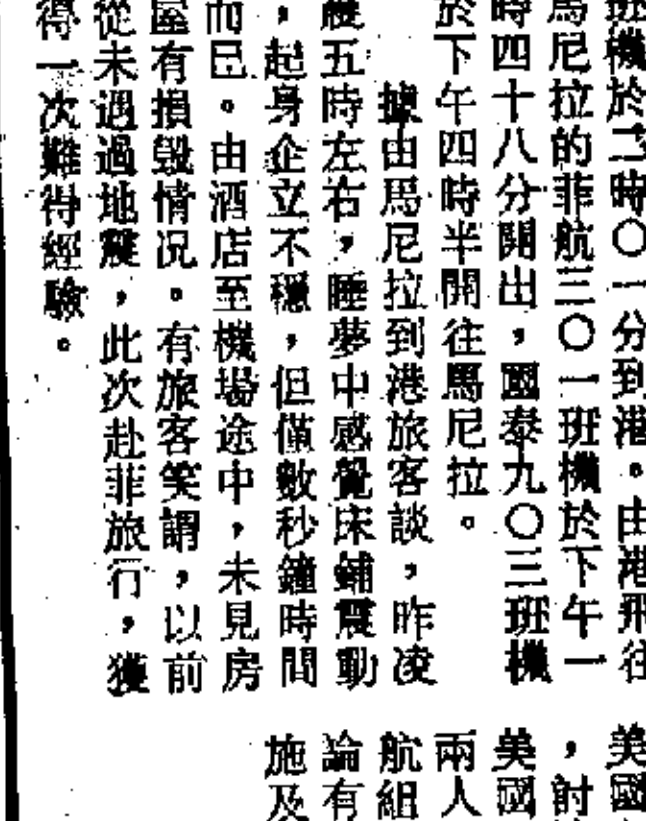 班機於二時〇一分到港。由港飛往
馬尼拉的菲航三〇一班機於下午一
時四十八分開出，國泰九〇三班機
於下午四時半開往馬尼拉。
據由馬尼拉到港旅客談，昨凌
晨五時左右，睡夢中感覺床鋪震動
，起身企立不穩，但僅數秒鐘時間
而已。由酒店至機場途中，未見房
屋有損毀情況。有旅客笑謂，以前
從未遇過地震，此次赴菲旅行，獲
得一次難得經驗。
美國
，討
美國
兩人
航組
論有
施及